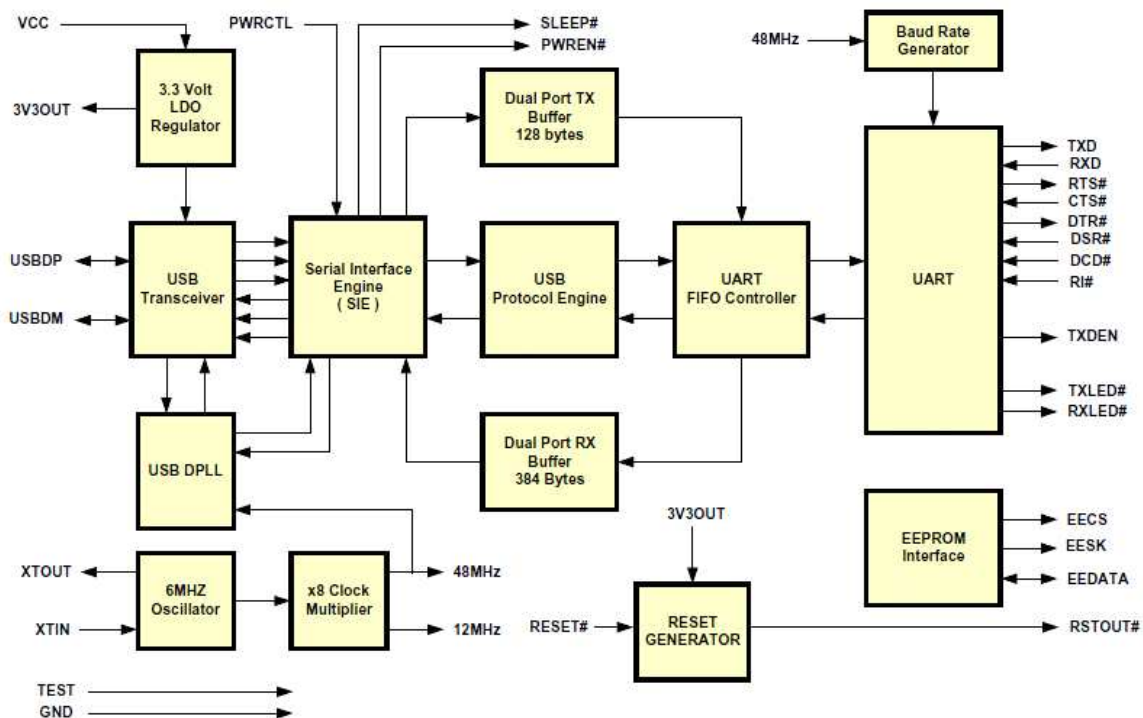 VCC
PWRCTL
SLEEP#
PWREN#
48MHz
Baud Rate
Generator
3.3 Volt
LDO
Regulator
3V3OUT
Dual Port TX
Buffer
128 bytes
TXD
RXD
RTS#
CTS#
DTR#
DSR#
DCD#
RI#
TXDEN
TXLED#
RXLED#
USBDP
USBDM
USB
Transceiver
Serial Interface
Engine
( SIE )
USB
Protocol Engine
UART
FIFO Controller
UART
USB DPLL
Dual Port RX
Buffer
384 Bytes
3V3OUT
EEPROM
Interface
EECS
EESK
EEDATA
XTOUT
XTIN
6MHZ
Oscillator
x8 Clock
Multiplier
48MHz
12MHz
RESET#
RESET
GENERATOR
RSTOUT#
TEST
GND